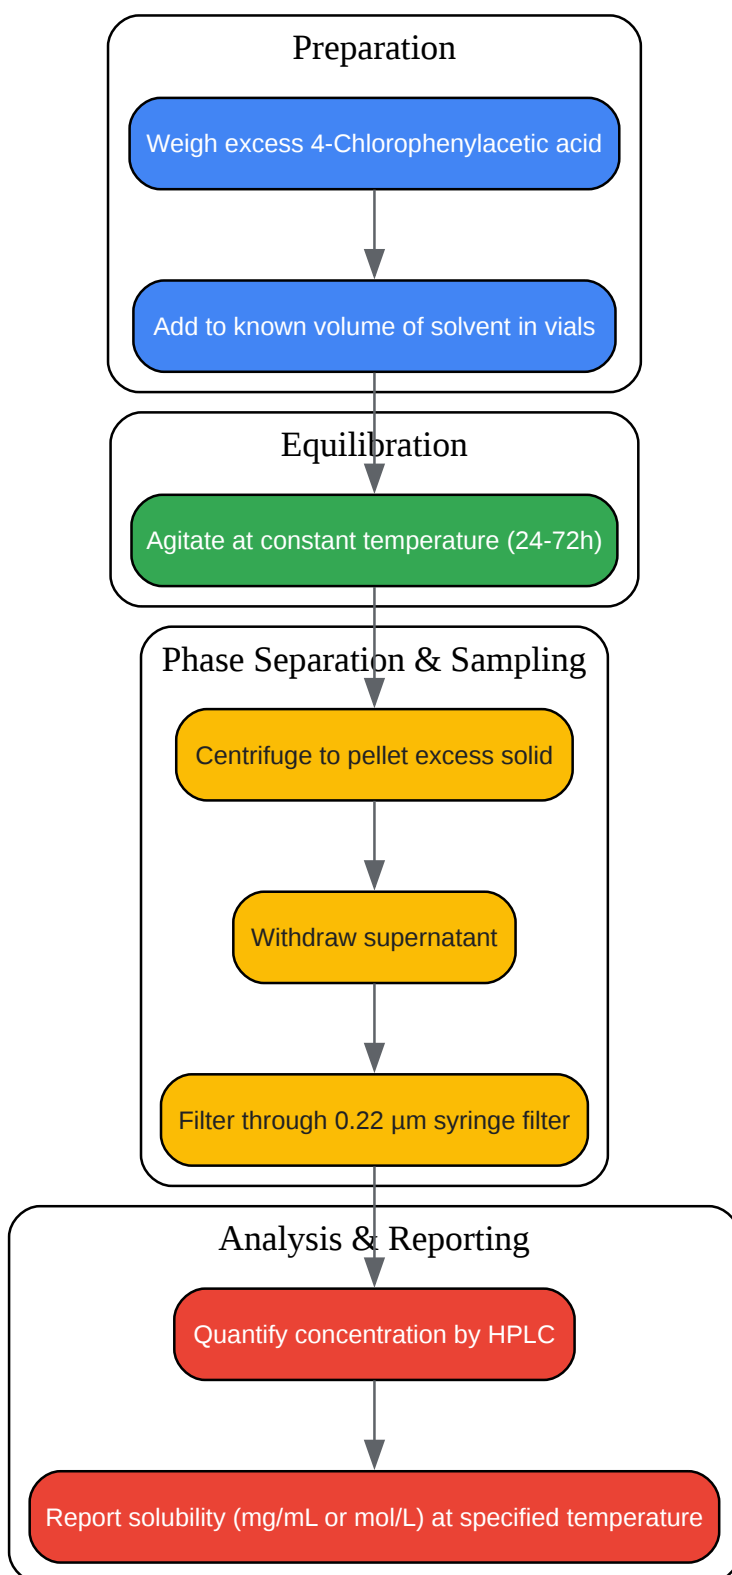 Preparation
Weigh excess 4-Chlorophenylacetic acid
Add to known volume of solvent in vials
Equilibration
Agitate at constant temperature (24-72h)
Phase Separation & Sampling
Centrifuge to pellet excess solid
Withdraw supernatant
Filter through 0.22 µm syringe filter
Analysis & Reporting
Quantify concentration by HPLC
Report solubility (mg/mL or mol/L) at specified temperature